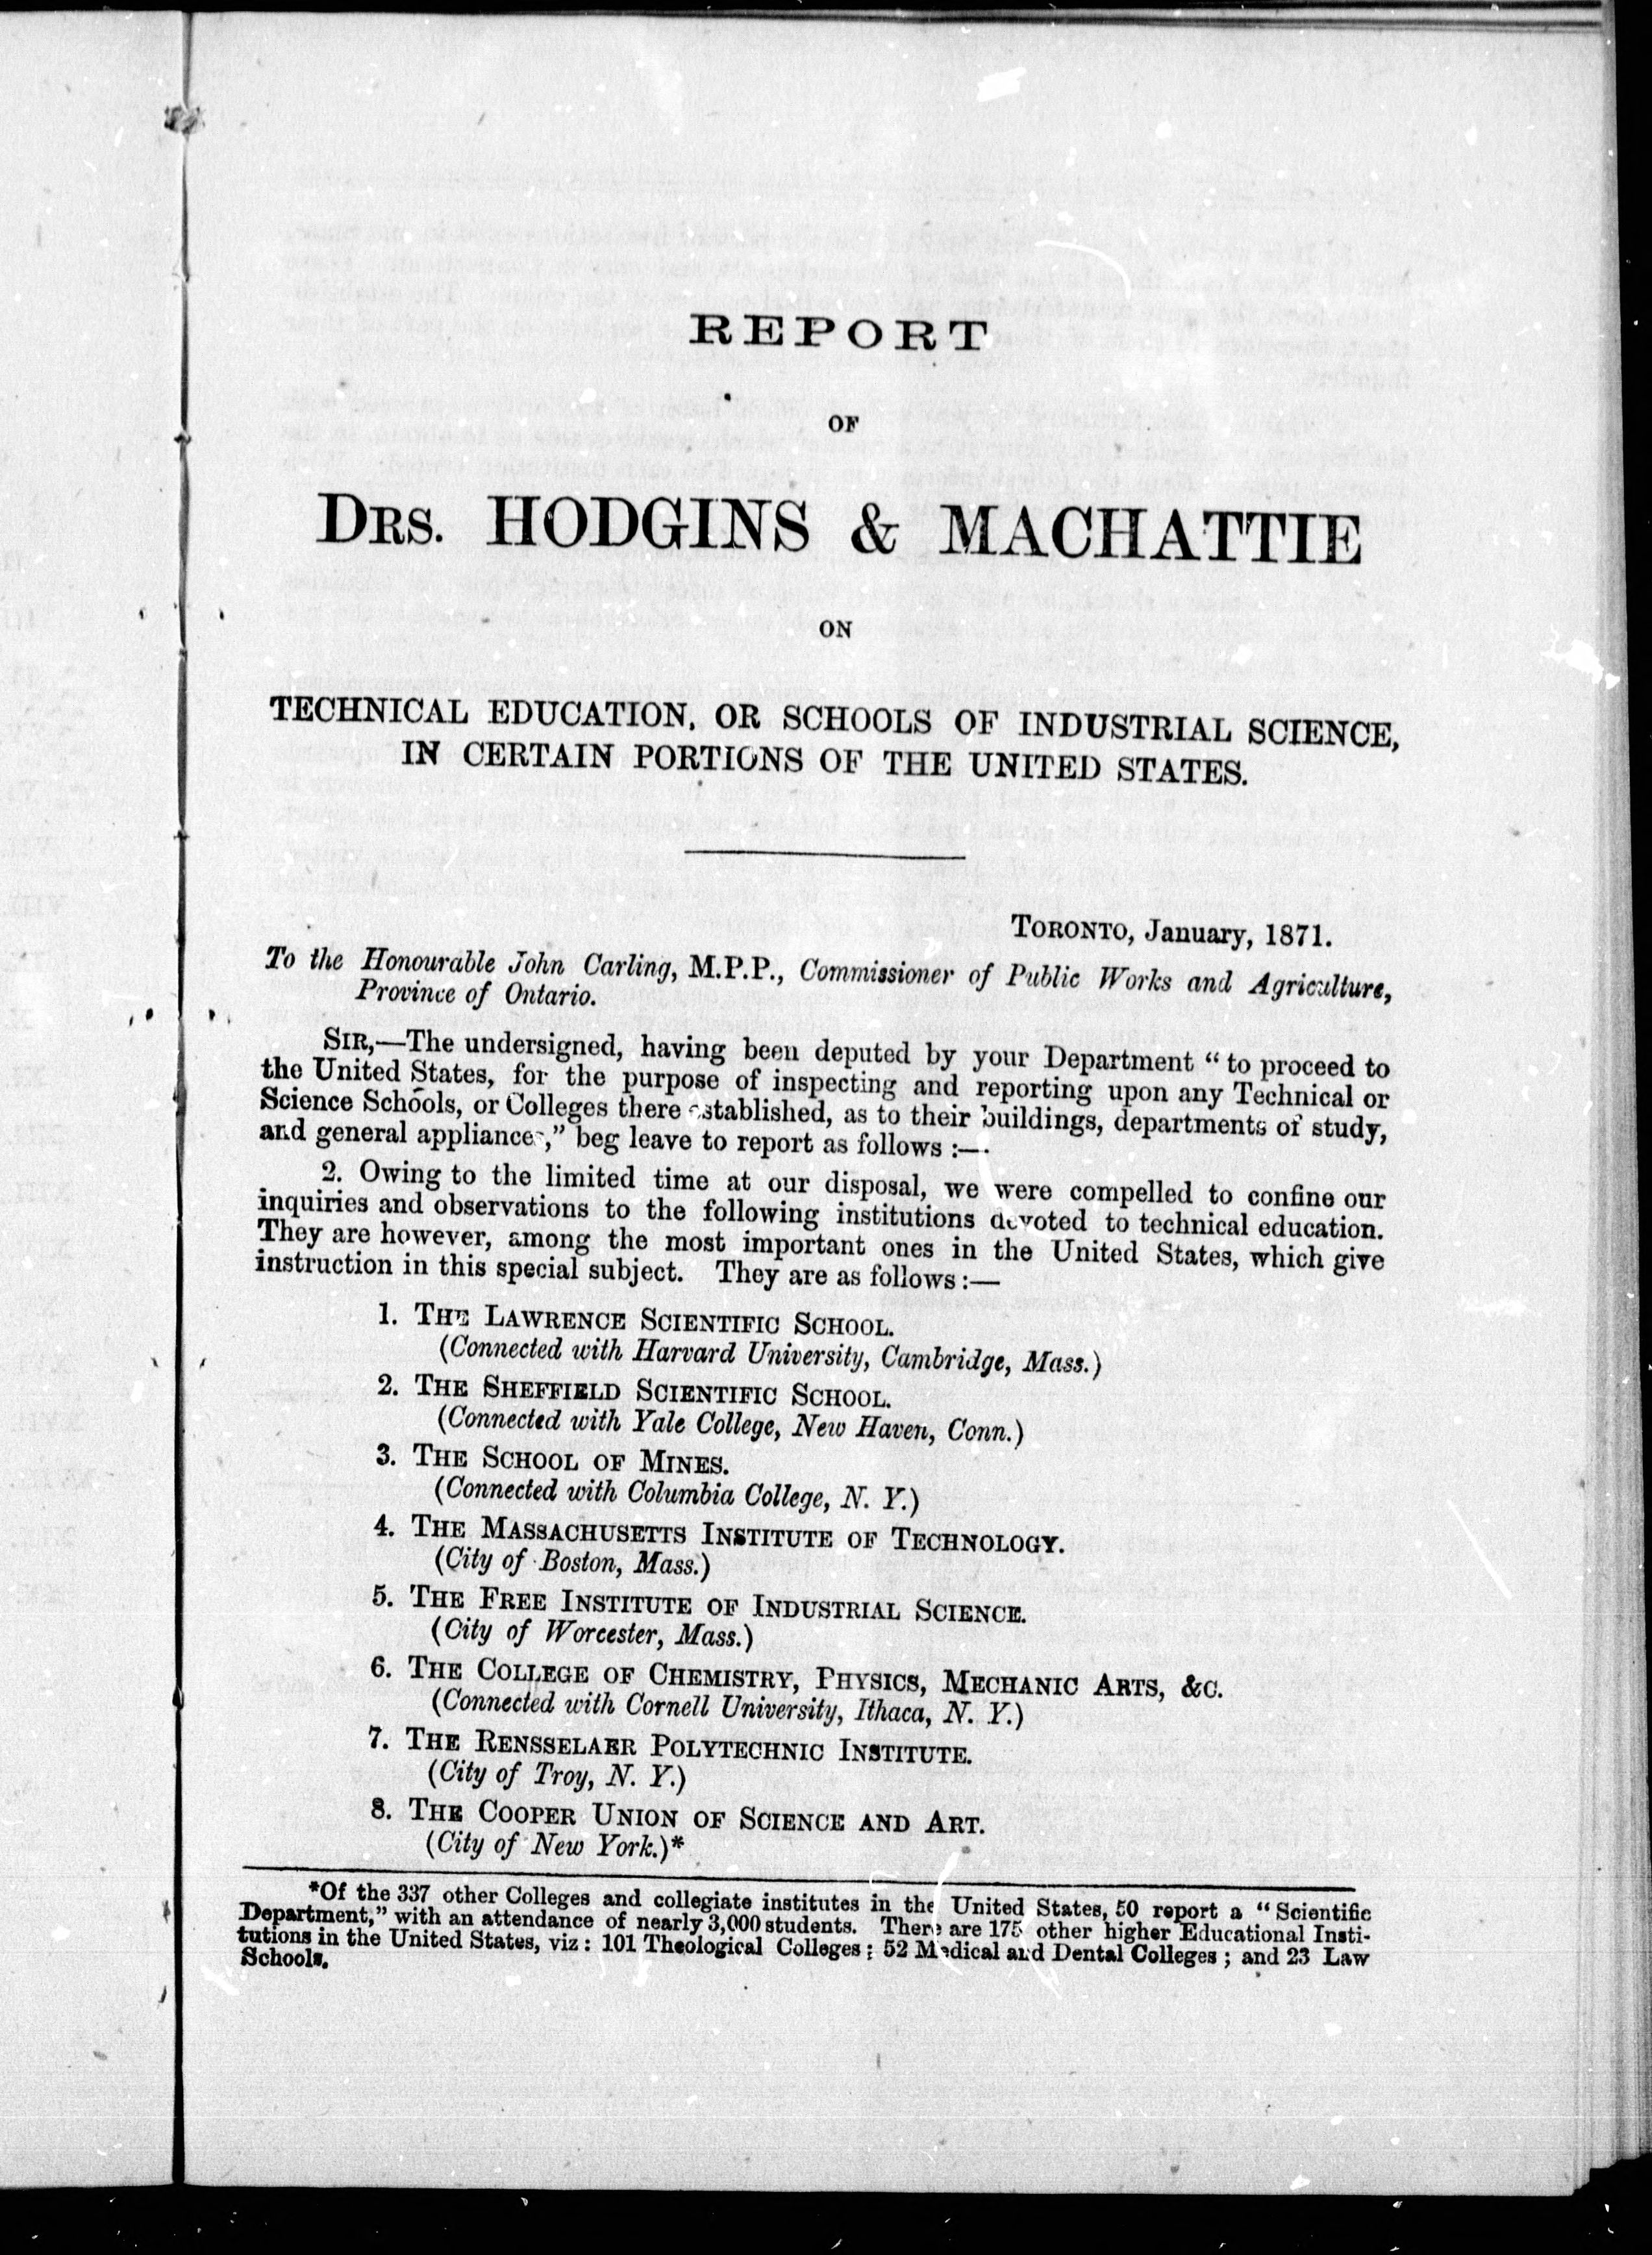 REPORT
OF
DRS. HODGINS & MACHATTIE
ON
TECHNICAL EDUCATION, OR SCHOOLS OF INDUSTRIAL SCIENCE,
IN CERTAIN PORTIONS OF THE UNITED STATES.
TORONTO, January, 1871.
To the Honourable John Carling, M.P.P., Commissioner of Public Works and Agriculture,
Province of Ontario.
SIR,—The undersigned, having been deputed by your Department " to proceed to
the United States, for the purpose of inspecting and reporting upon any Technical or
Science Schools, or Colleges there established, as to their buildings, departments of study,
and general appliances," beg leave to report as follows :—
2. Owing to the limited time at our disposal, we were compelled to confine our
inquiries and observations to the following institutions devoted to technical education.
They are however, among the most important ones in the United States, which give
instruction in this special subject. They are as follows :—
1. THE LAWRENCE SCIENTIFIC SCHOOL.
(Connected with Harvard University, Cambridge, Mass.)
2. THE SHEFFIELD SCIENTIFIC SCHOOL.
(Connected with Yale College, New Haven, Conn.)
3. THE SCHOOL OF MINES.
(Connected with Columbia College, N. Y.)
4. THE MASSACHUSETTS INSTITUTE OF TECHNOLOGY.
(City of Boston, Mass.)
5. THE FREE INSTITUTE OF INDUSTRIAL SCIENCE.
(City of Worcester, Mass.)
6. THE COLLEGE OF CHEMISTRY, PHYSICS, MECHANIC ARTS, &C.
(Connected with Cornell University, Ithaca, N. Y.)
7. THE RENSSELAER POLYTECHNIC INSTITUTE.
(City of Troy, N. Y.)
8. THE COOPER UNION OF SCIENCE AND ART.
(City of New York.)*
*Of the 337 other Colleges and collegiate institutes in the United States, 50 report a " Scientific
Department," with an attendance of nearly 3,000 students. There are 175 other higher Educational Insti-
tutions in the United States, viz : 101 Theological Colleges ; 52 Medical and Dental Colleges ; and 23 Law
Schools.